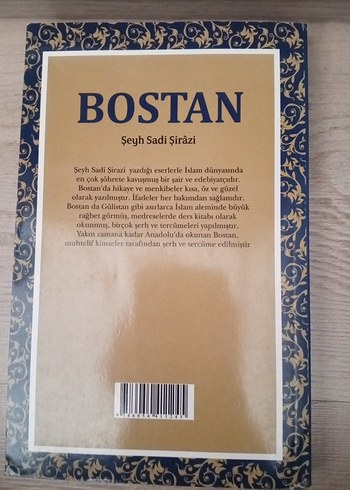 BOSTAN
Şeyh Sadi Şirâzi
Şeyh Sadî Şirazi yazdığı eserlerle İslam dünyasında
en çok şöhrete kavuşmuş bir şair ve edebiyatçıdır.
Bostan'da hikaye ve menkibeler kısa, öz ve güzel
olarak yazılmıştır. İfadeler her bakımdan sağlamdır.
Bostan da Gülistan gibi asırlarca İslam aleminde büyük
rağbet görmüş, medreselerde ders kitabı olarak
okunmuş, birçok şerh ve tercümeleri yapılmıştır.
Yakın zamana kadar Anadolu'da okunan Bostan,
muhtelif kimseler tarafından şerh ve tercüme edilmiştir